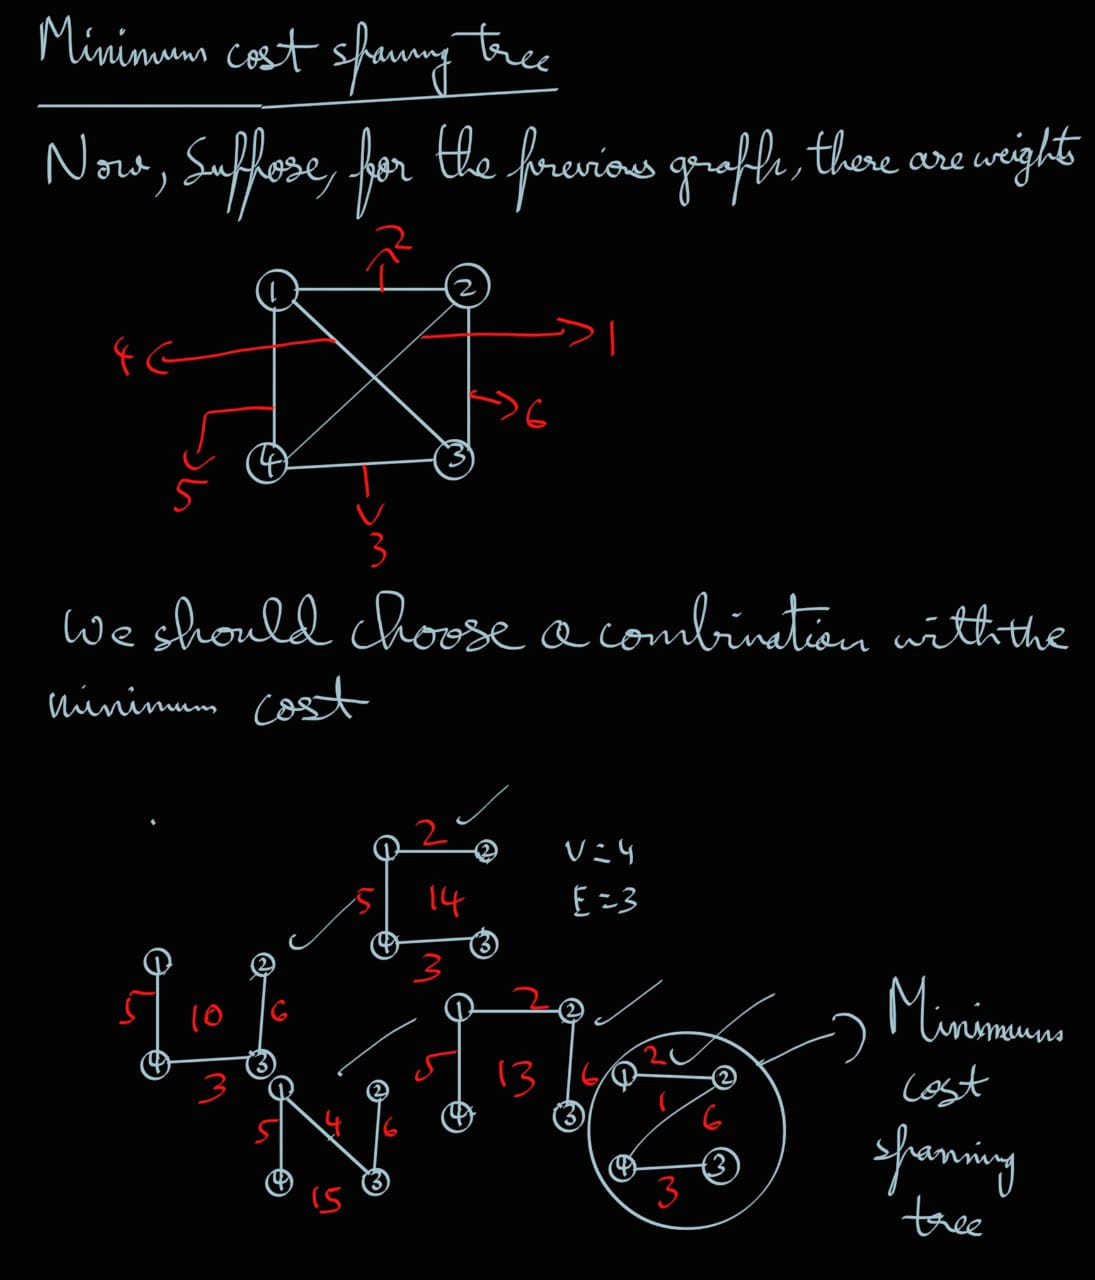 Minimum cost spanning tree
Now, Suppose, for the previous graph, there are weights
2
1 2
4 1
6
4 3
5
3
We should choose a combination with the
minimum cost
2
1 2 V=4
5 14 E=3
4 3
3
1 2
5 10 6
4 3
3
1 2
5 4 6
4 3
15
2
1 2
5 13 6
4 3
2
1 2
1 6
4 3
3
Minimum
cost
spanning
tree